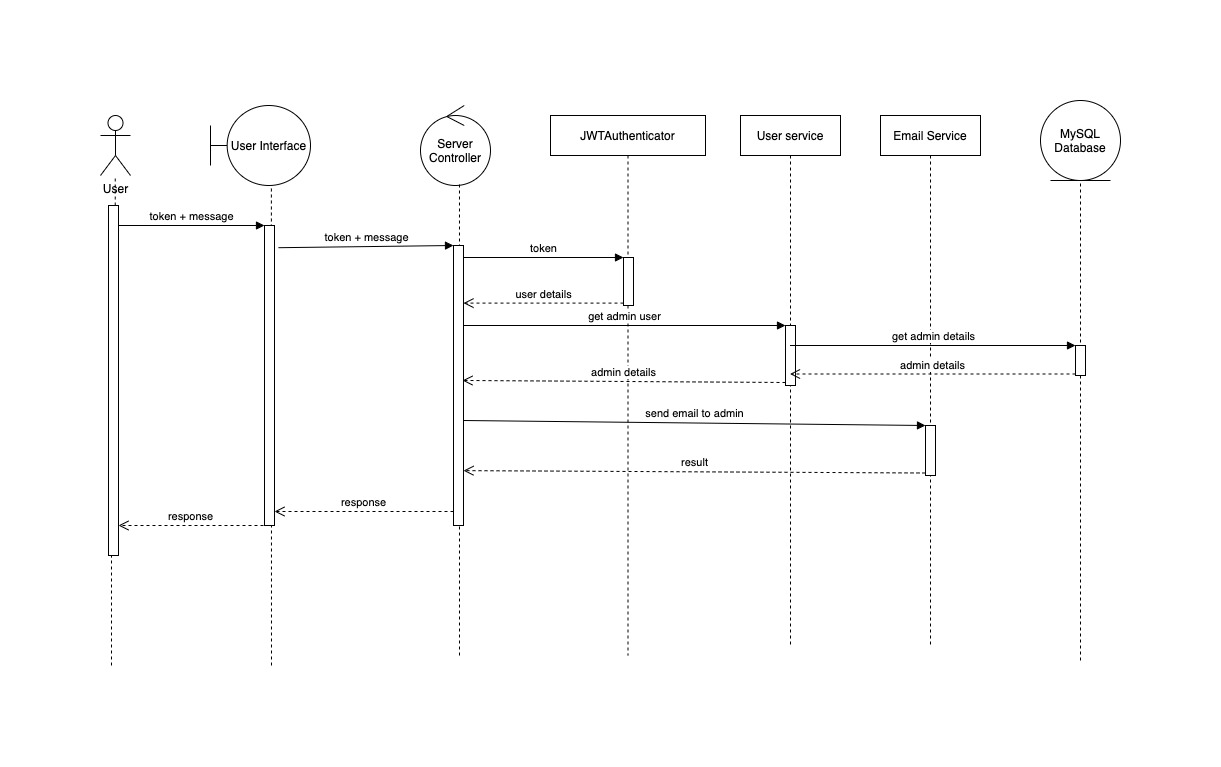 User
User Interface
Server
Controller
JWTAuthenticator
User service
Email Service
MySQL
Database
token + message
token + message
token
user details
get admin user
get admin details
admin details
admin details
send email to admin
result
response
response